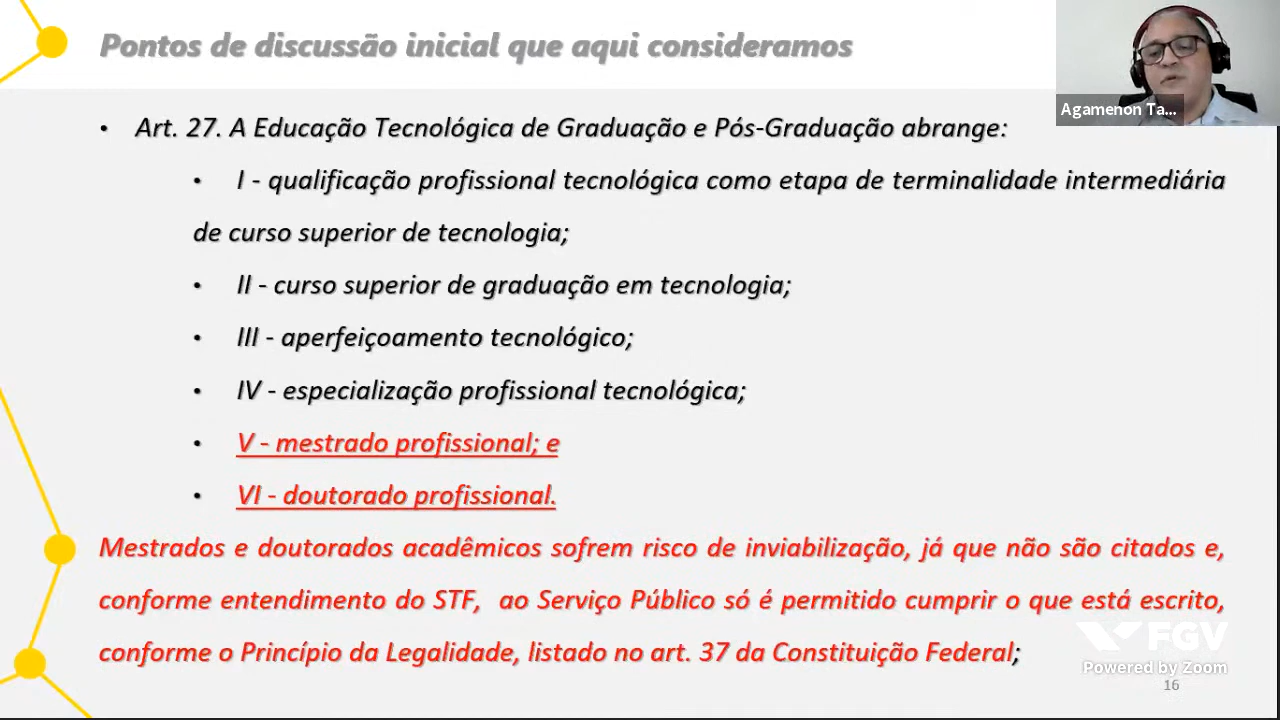 Pontos de discussão inicial que aqui consideramos
Agamenon Ta...
• Art. 27. A Educação Tecnológica de Graduação e Pós-Graduação abrange:
• I - qualificação profissional tecnológica como etapa de terminalidade intermediária
de curso superior de tecnologia;
• II - curso superior de graduação em tecnologia;
• III - aperfeiçoamento tecnológico;
• IV - especialização profissional tecnológica;
• V - mestrado profissional; e
• VI - doutorado profissional.
Mestrados e doutorados acadêmicos sofrem risco de inviabilização, já que não são citados e,
conforme entendimento do STF, ao Serviço Público só é permitido cumprir o que está escrito,
conforme o Princípio da Legalidade, listado no art. 37 da Constituição Federal;
FGV
Powered by Zoom
16